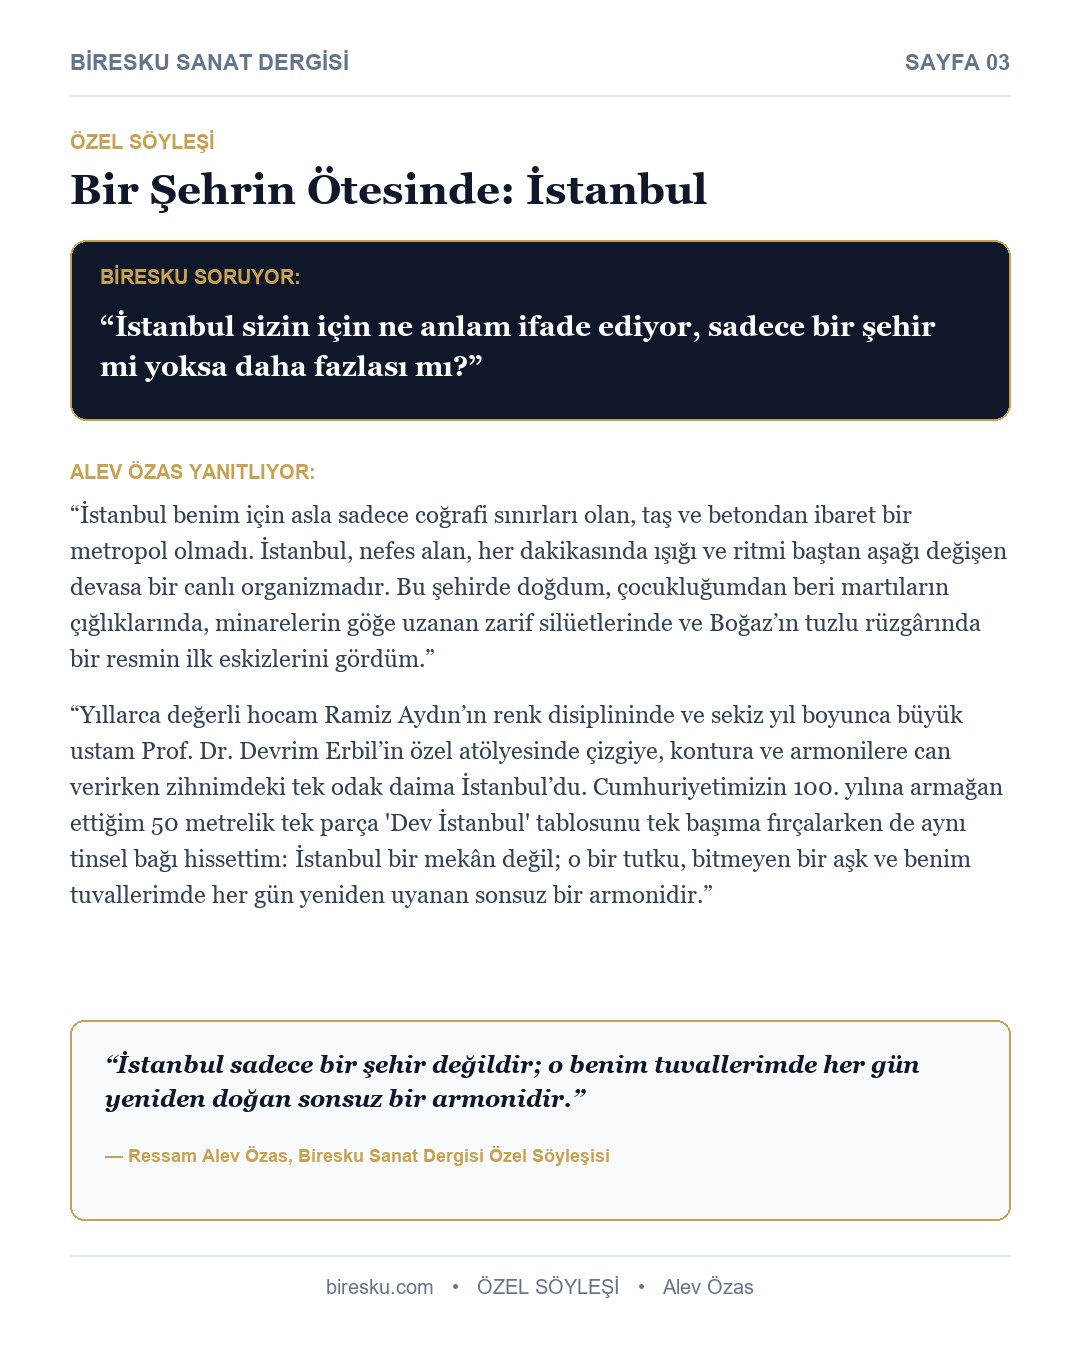 BİRESKU SANAT DERGİSİ
SAYFA 03
ÖZEL SÖYLEŞİ
Bir Şehrin Ötesinde: İstanbul
BİRESKU SORUYOR:
“İstanbul sizin için ne anlam ifade ediyor, sadece bir şehir
mi yoksa daha fazlası mı?”
ALEV ÖZAS YANITLIYOR:
“İstanbul benim için asla sadece coğrafi sınırları olan, taş ve betondan ibaret bir
metropol olmadı. İstanbul, nefes alan, her dakikasında ışığı ve ritmi baştan aşağı değişen
devasa bir canlı organizmadır. Bu şehirde doğdum, çocukluğumdan beri martıların
çığlıklarında, minarelerin göğe uzanan zarif silüetlerinde ve Boğaz’ın tuzlu rüzgârında
bir resmin ilk eskizlerini gördüm.”
“Yıllarca değerli hocam Ramiz Aydın’ın renk disiplininde ve sekiz yıl boyunca büyük
ustam Prof. Dr. Devrim Erbil’in özel atölyesinde çizgiye, kontura ve armonilere can
verirken zihnimdeki tek odak daima İstanbul’du. Cumhuriyetimizin 100. yılına armağan
ettiğim 50 metrelik tek parça 'Dev İstanbul' tablosunu tek başıma fırçalarken de aynı
tinsel bağı hissettim: İstanbul bir mekân değil; o bir tutku, bitmeyen bir aşk ve benim
tuvallerimde her gün yeniden uyanan sonsuz bir armonidir.”
“İstanbul sadece bir şehir değildir; o benim tuvallerimde her gün
yeniden doğan sonsuz bir armonidir.”
— Ressam Alev Özas, Biresku Sanat Dergisi Özel Söyleşisi
biresku.com • ÖZEL SÖYLEŞİ • Alev Özas